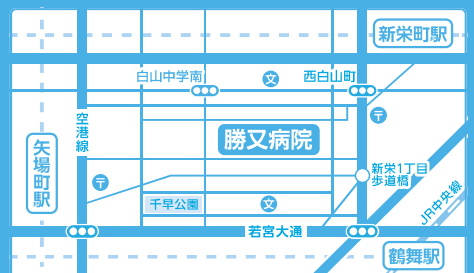 新栄町駅
白山中学南
文
西白山町
〒
空港線
勝又病院
矢場町駅
新栄1丁目
歩道橋
〒
千早公園
文
JR中央線
若宮大通
鶴舞駅